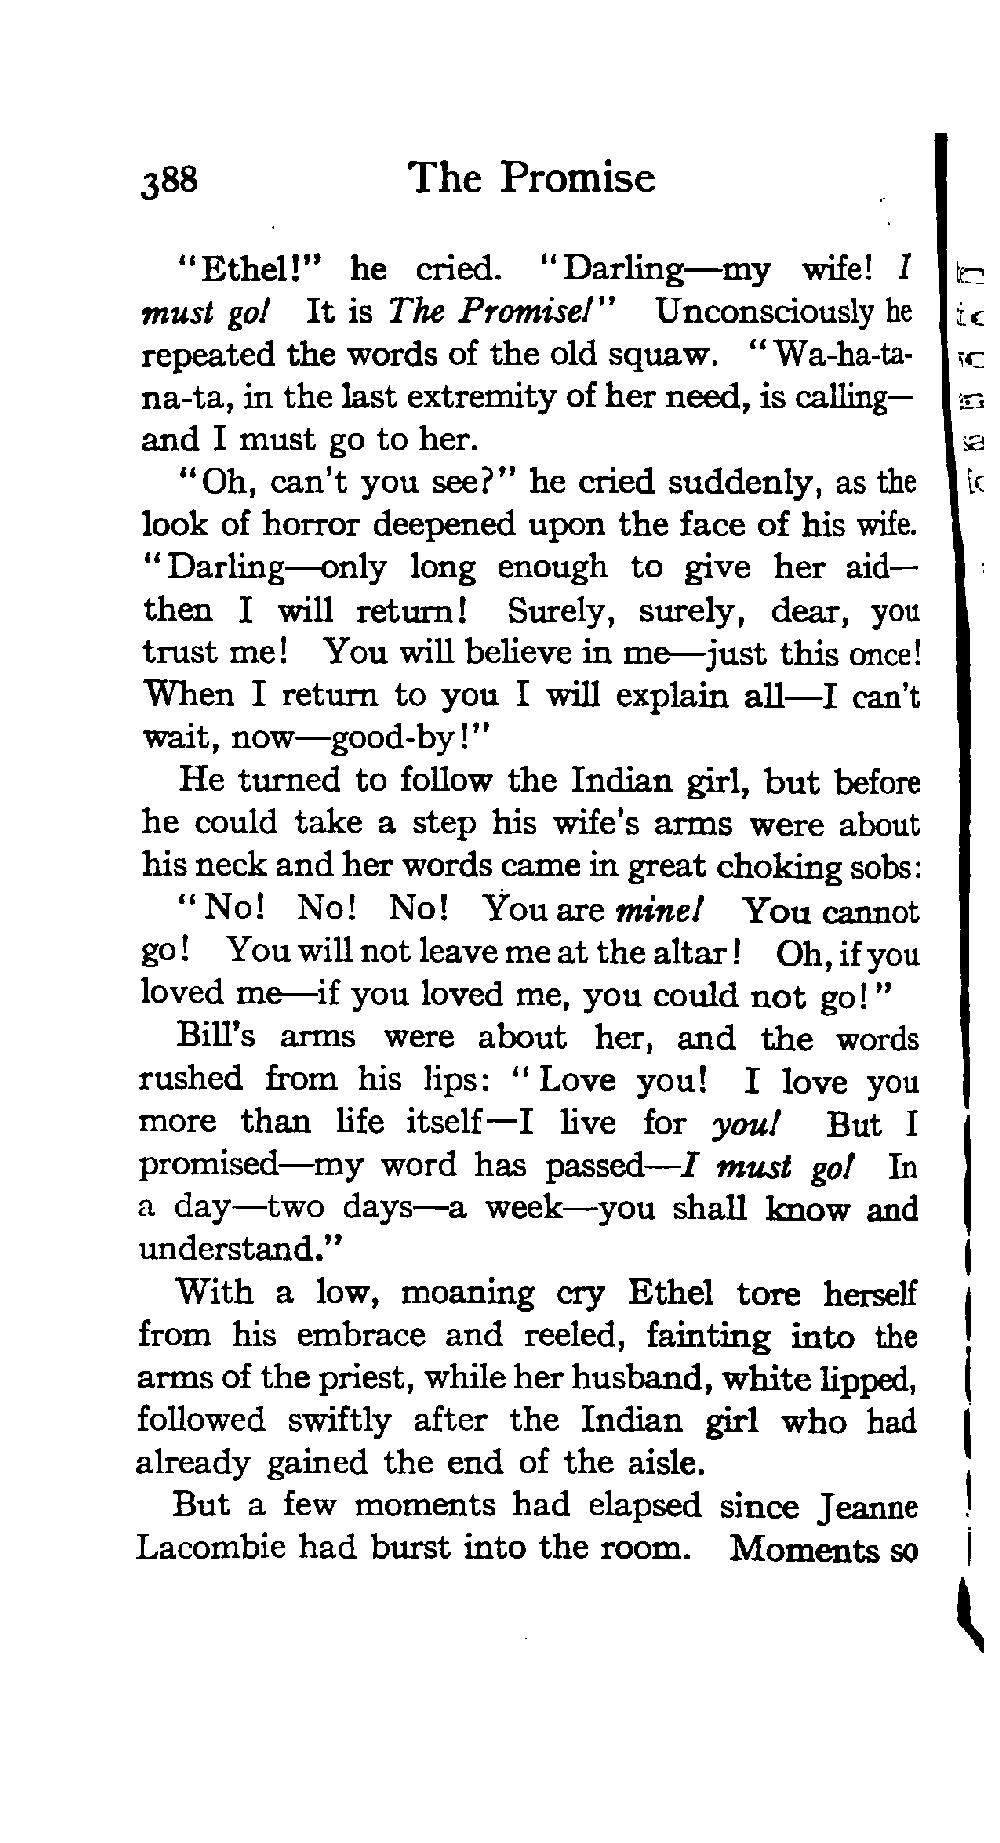 388 The Promise
"Ethel!" he cried. "Darling—my wife! I
must go! It is The Promise!" Unconsciously he
repeated the words of the old squaw. "Wa-ha-ta-
na-ta, in the last extremity of her need, is calling—
and I must go to her.
"Oh, can't you see?" he cried suddenly, as the
look of horror deepened upon the face of his wife.
"Darling—only long enough to give her aid—
then I will return! Surely, surely, dear, you
trust me! You will believe in me—just this once!
When I return to you I will explain all—I can't
wait, now—good-by!"
He turned to follow the Indian girl, but before
he could take a step his wife's arms were about
his neck and her words came in great choking sobs:
"No! No! No! You are mine! You cannot
go! You will not leave me at the altar! Oh, if you
loved me—if you loved me, you could not go!"
Bill's arms were about her, and the words
rushed from his lips: "Love you! I love you
more than life itself—I live for you! But I
promised—my word has passed—I must go! In
a day—two days—a week—you shall know and
understand."
With a low, moaning cry Ethel tore herself
from his embrace and reeled, fainting into the
arms of the priest, while her husband, white lipped,
followed swiftly after the Indian girl who had
already gained the end of the aisle.
But a few moments had elapsed since Jeanne
Lacombie had burst into the room. Moments so